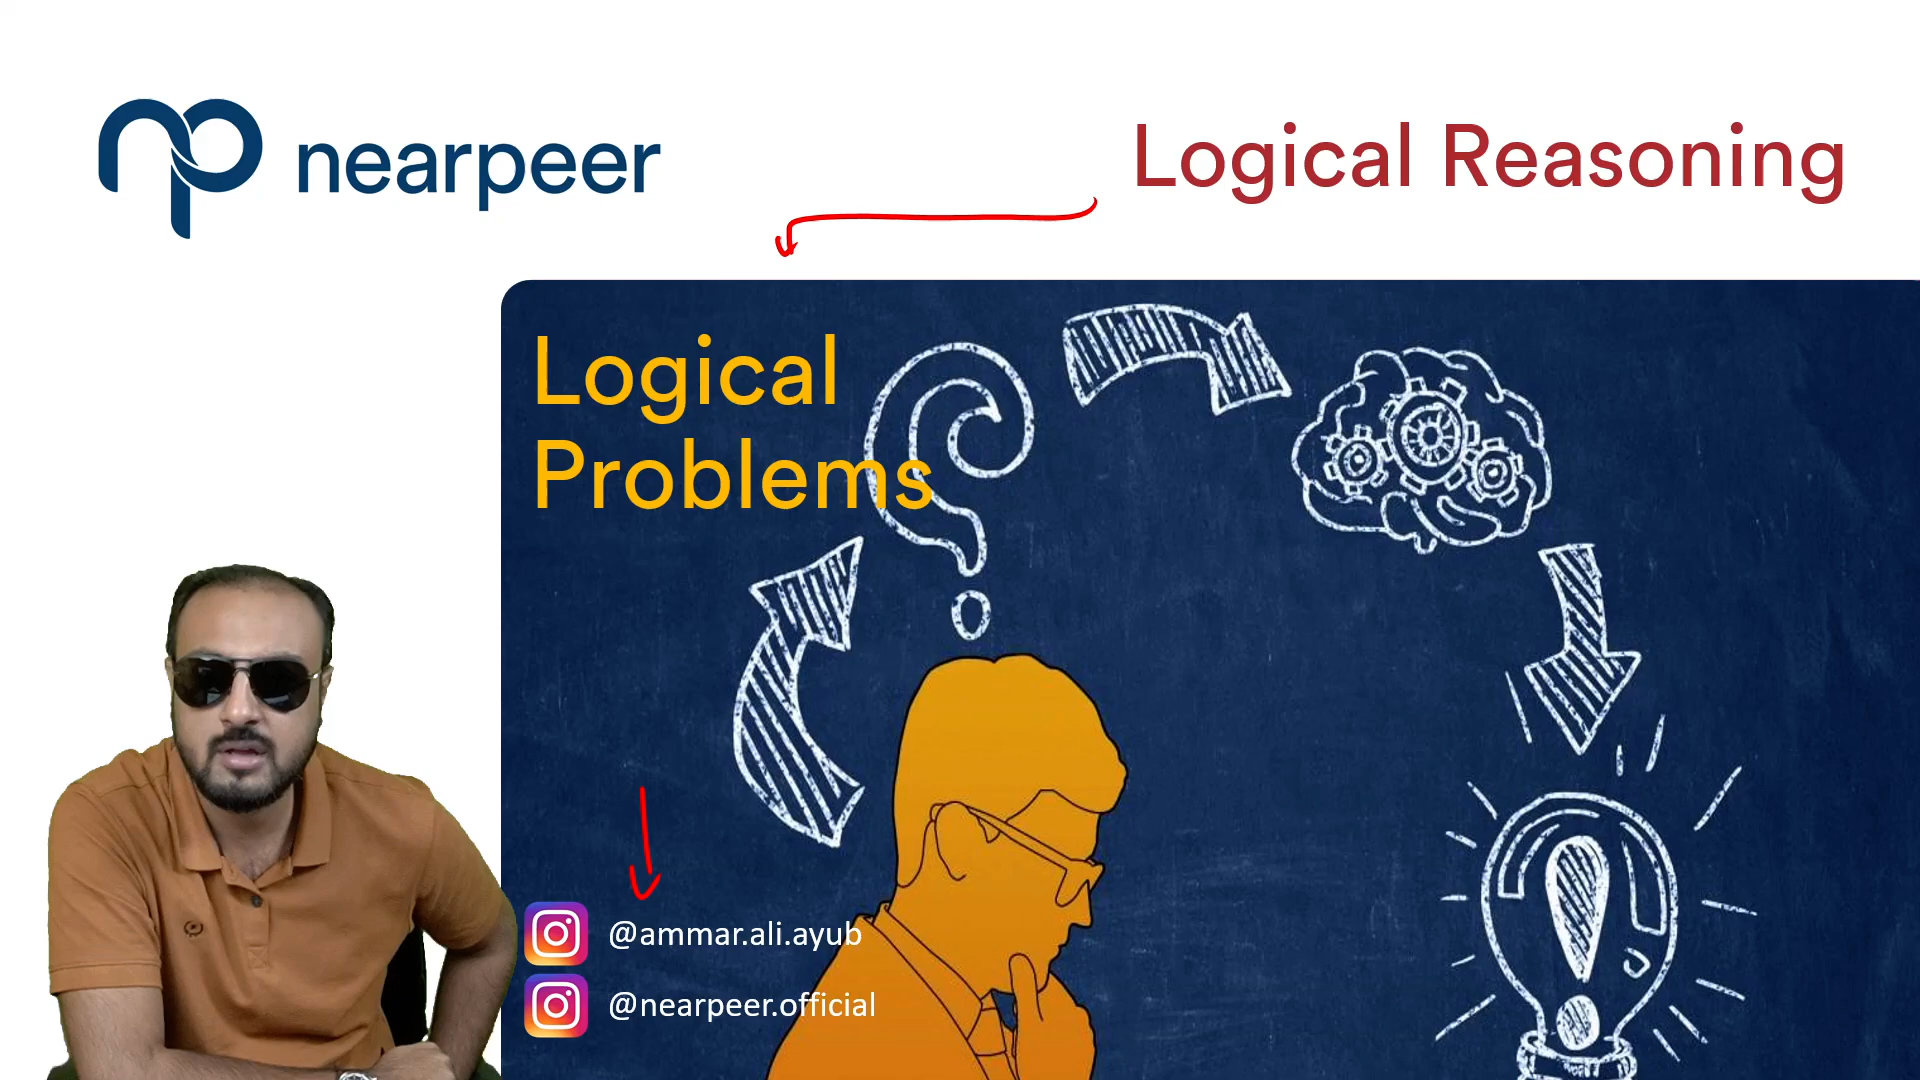 nearpeer
Logical Reasoning
Logical
Problems
@ammar.ali.ayub
@nearpeer.official